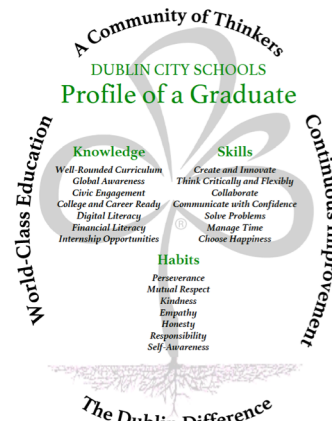 A Community of Thinkers
DUBLIN CITY SCHOOLS
Profile of a Graduate
World-Class Education
Continuous Improvement
Knowledge
Well-Rounded Curriculum
Global Awareness
Civic Engagement
College and Career Ready
Digital Literacy
Financial Literacy
Internship Opportunities
Skills
Create and Innovate
Think Critically and Flexibly
Collaborate
Communicate with Confidence
Solve Problems
Manage Time
Choose Happiness
®
Habits
Perseverance
Mutual Respect
Kindness
Empathy
Honesty
Responsibility
Self-Awareness
The Dublin Difference